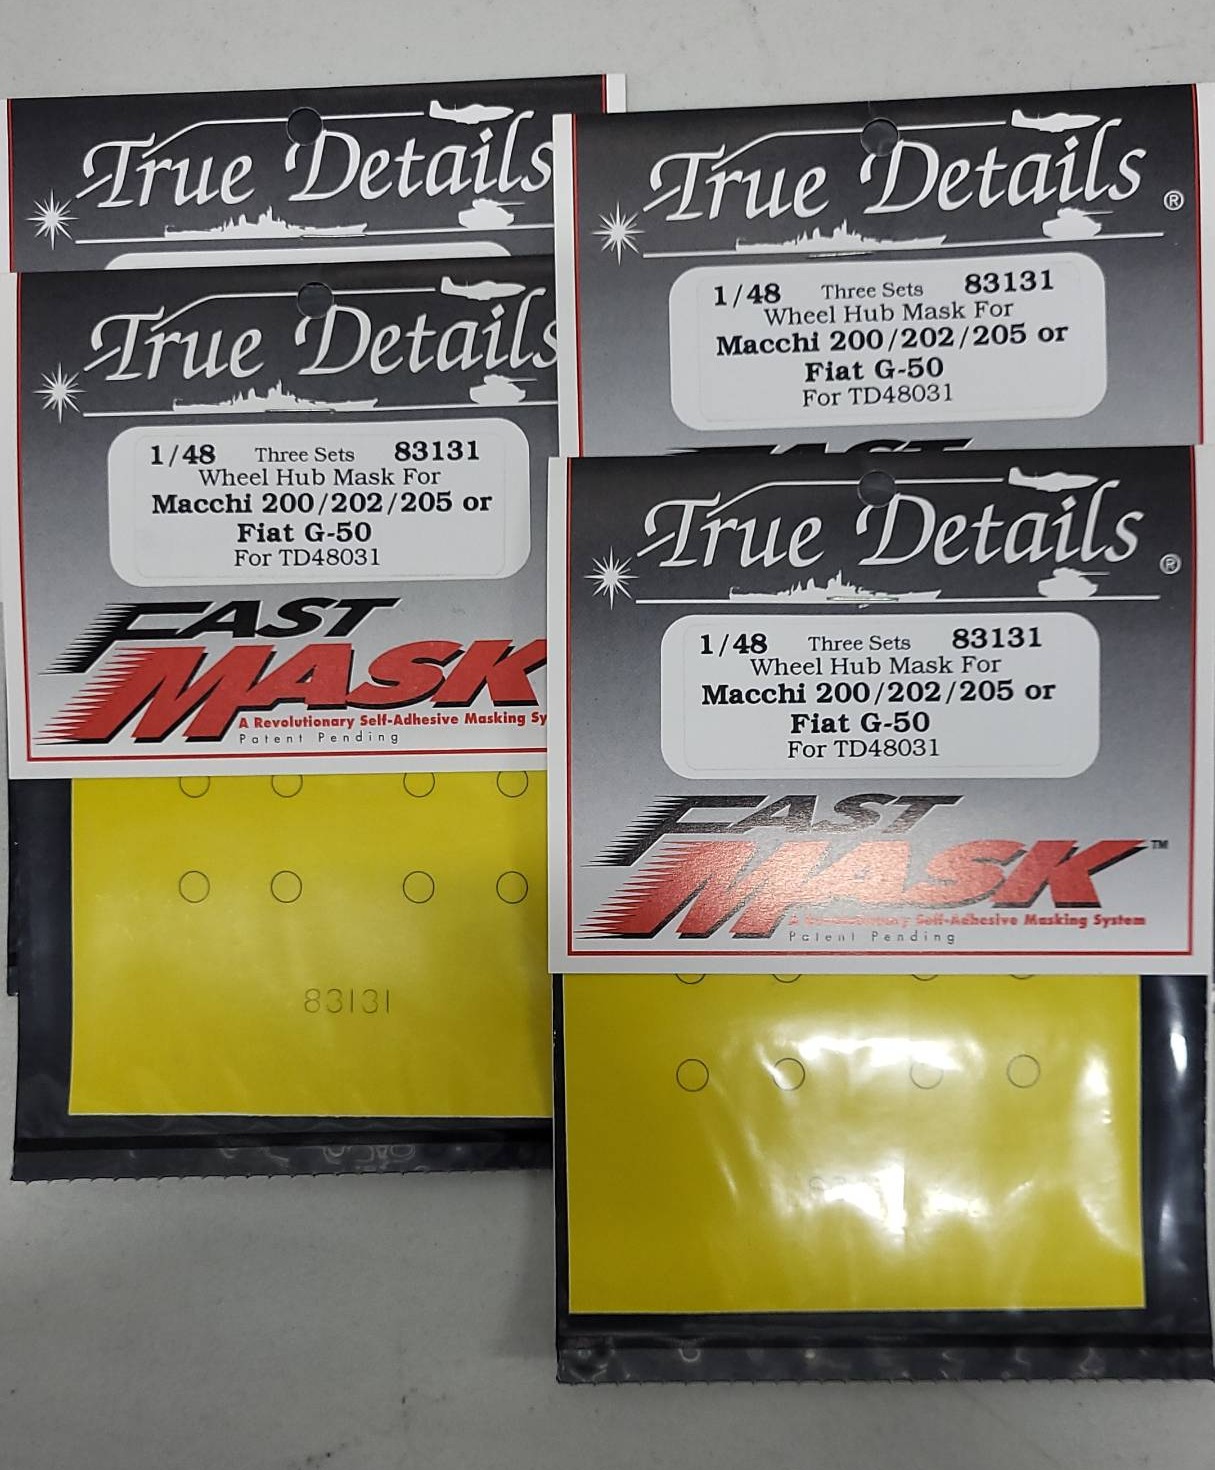 True Details
True Details
1/48 Three Sets 83131
Wheel Hub Mask For
Macchi 200/202/205 or
Fiat G-50
For TD48031
FAST
MASK
A Revolutionary Self-Adhesive Masking Sy
Patent Pending
83131
True Details ®
1/48 Three Sets 83131
Wheel Hub Mask For
Macchi 200/202/205 or
Fiat G-50
For TD48031
FAST
True Details ®
1/48 Three Sets 83131
Wheel Hub Mask For
Macchi 200/202/205 or
Fiat G-50
For TD48031
FAST
MASK ™
A Revolutionary Self-Adhesive Masking System
Patent Pending